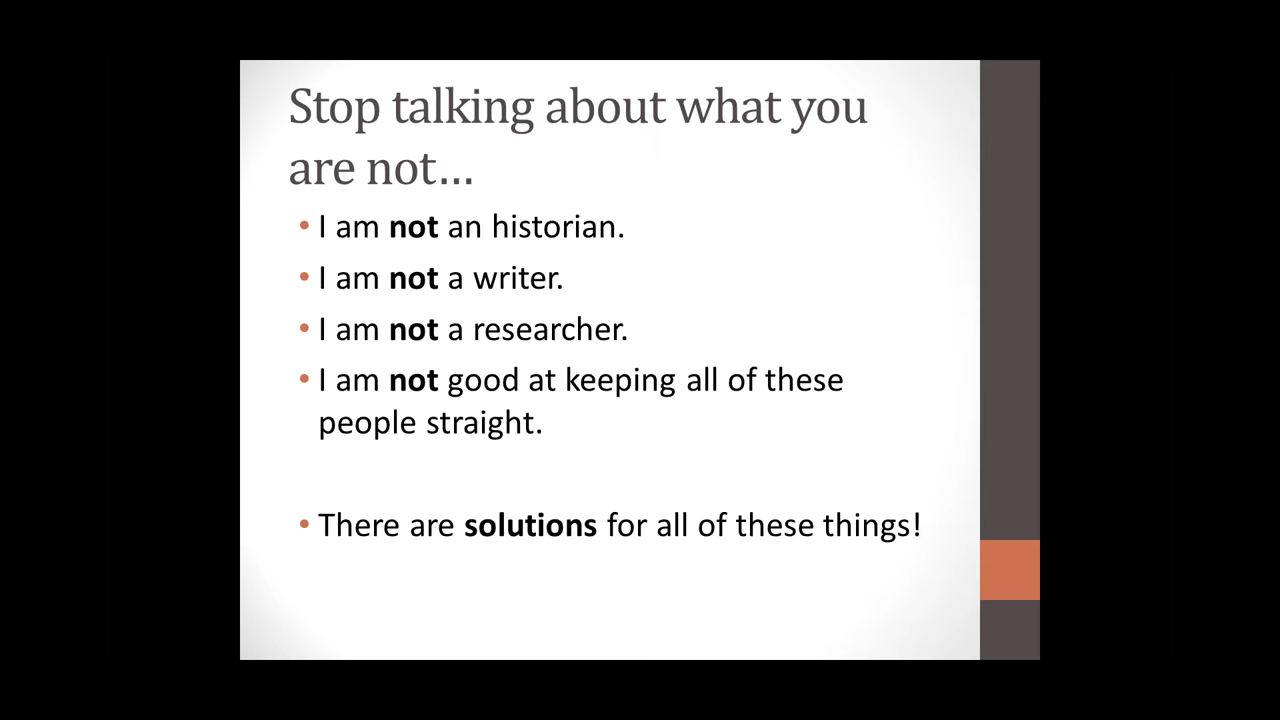 Stop talking about what you
are not...
• I am not an historian.
• I am not a writer.
• I am not a researcher.
• I am not good at keeping all of these
people straight.
• There are solutions for all of these things!